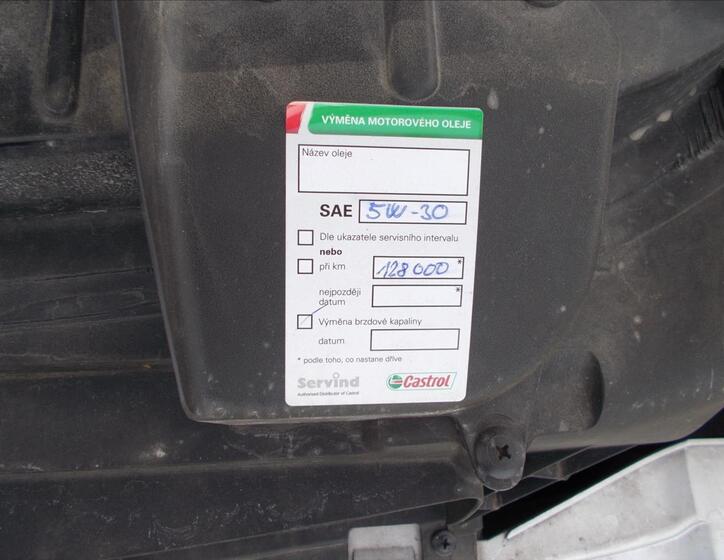 VÝMĚNA MOTOROVÉHO OLEJE
Název oleje
SAE 5W-30
Dle ukazatele servisního intervalu
nebo
při km 128 000 *
nejpozději
datum *
Výměna brzdové kapaliny
datum
* podle toho, co nastane dříve
Servind Castrol
Authorised Distributor of Castrol